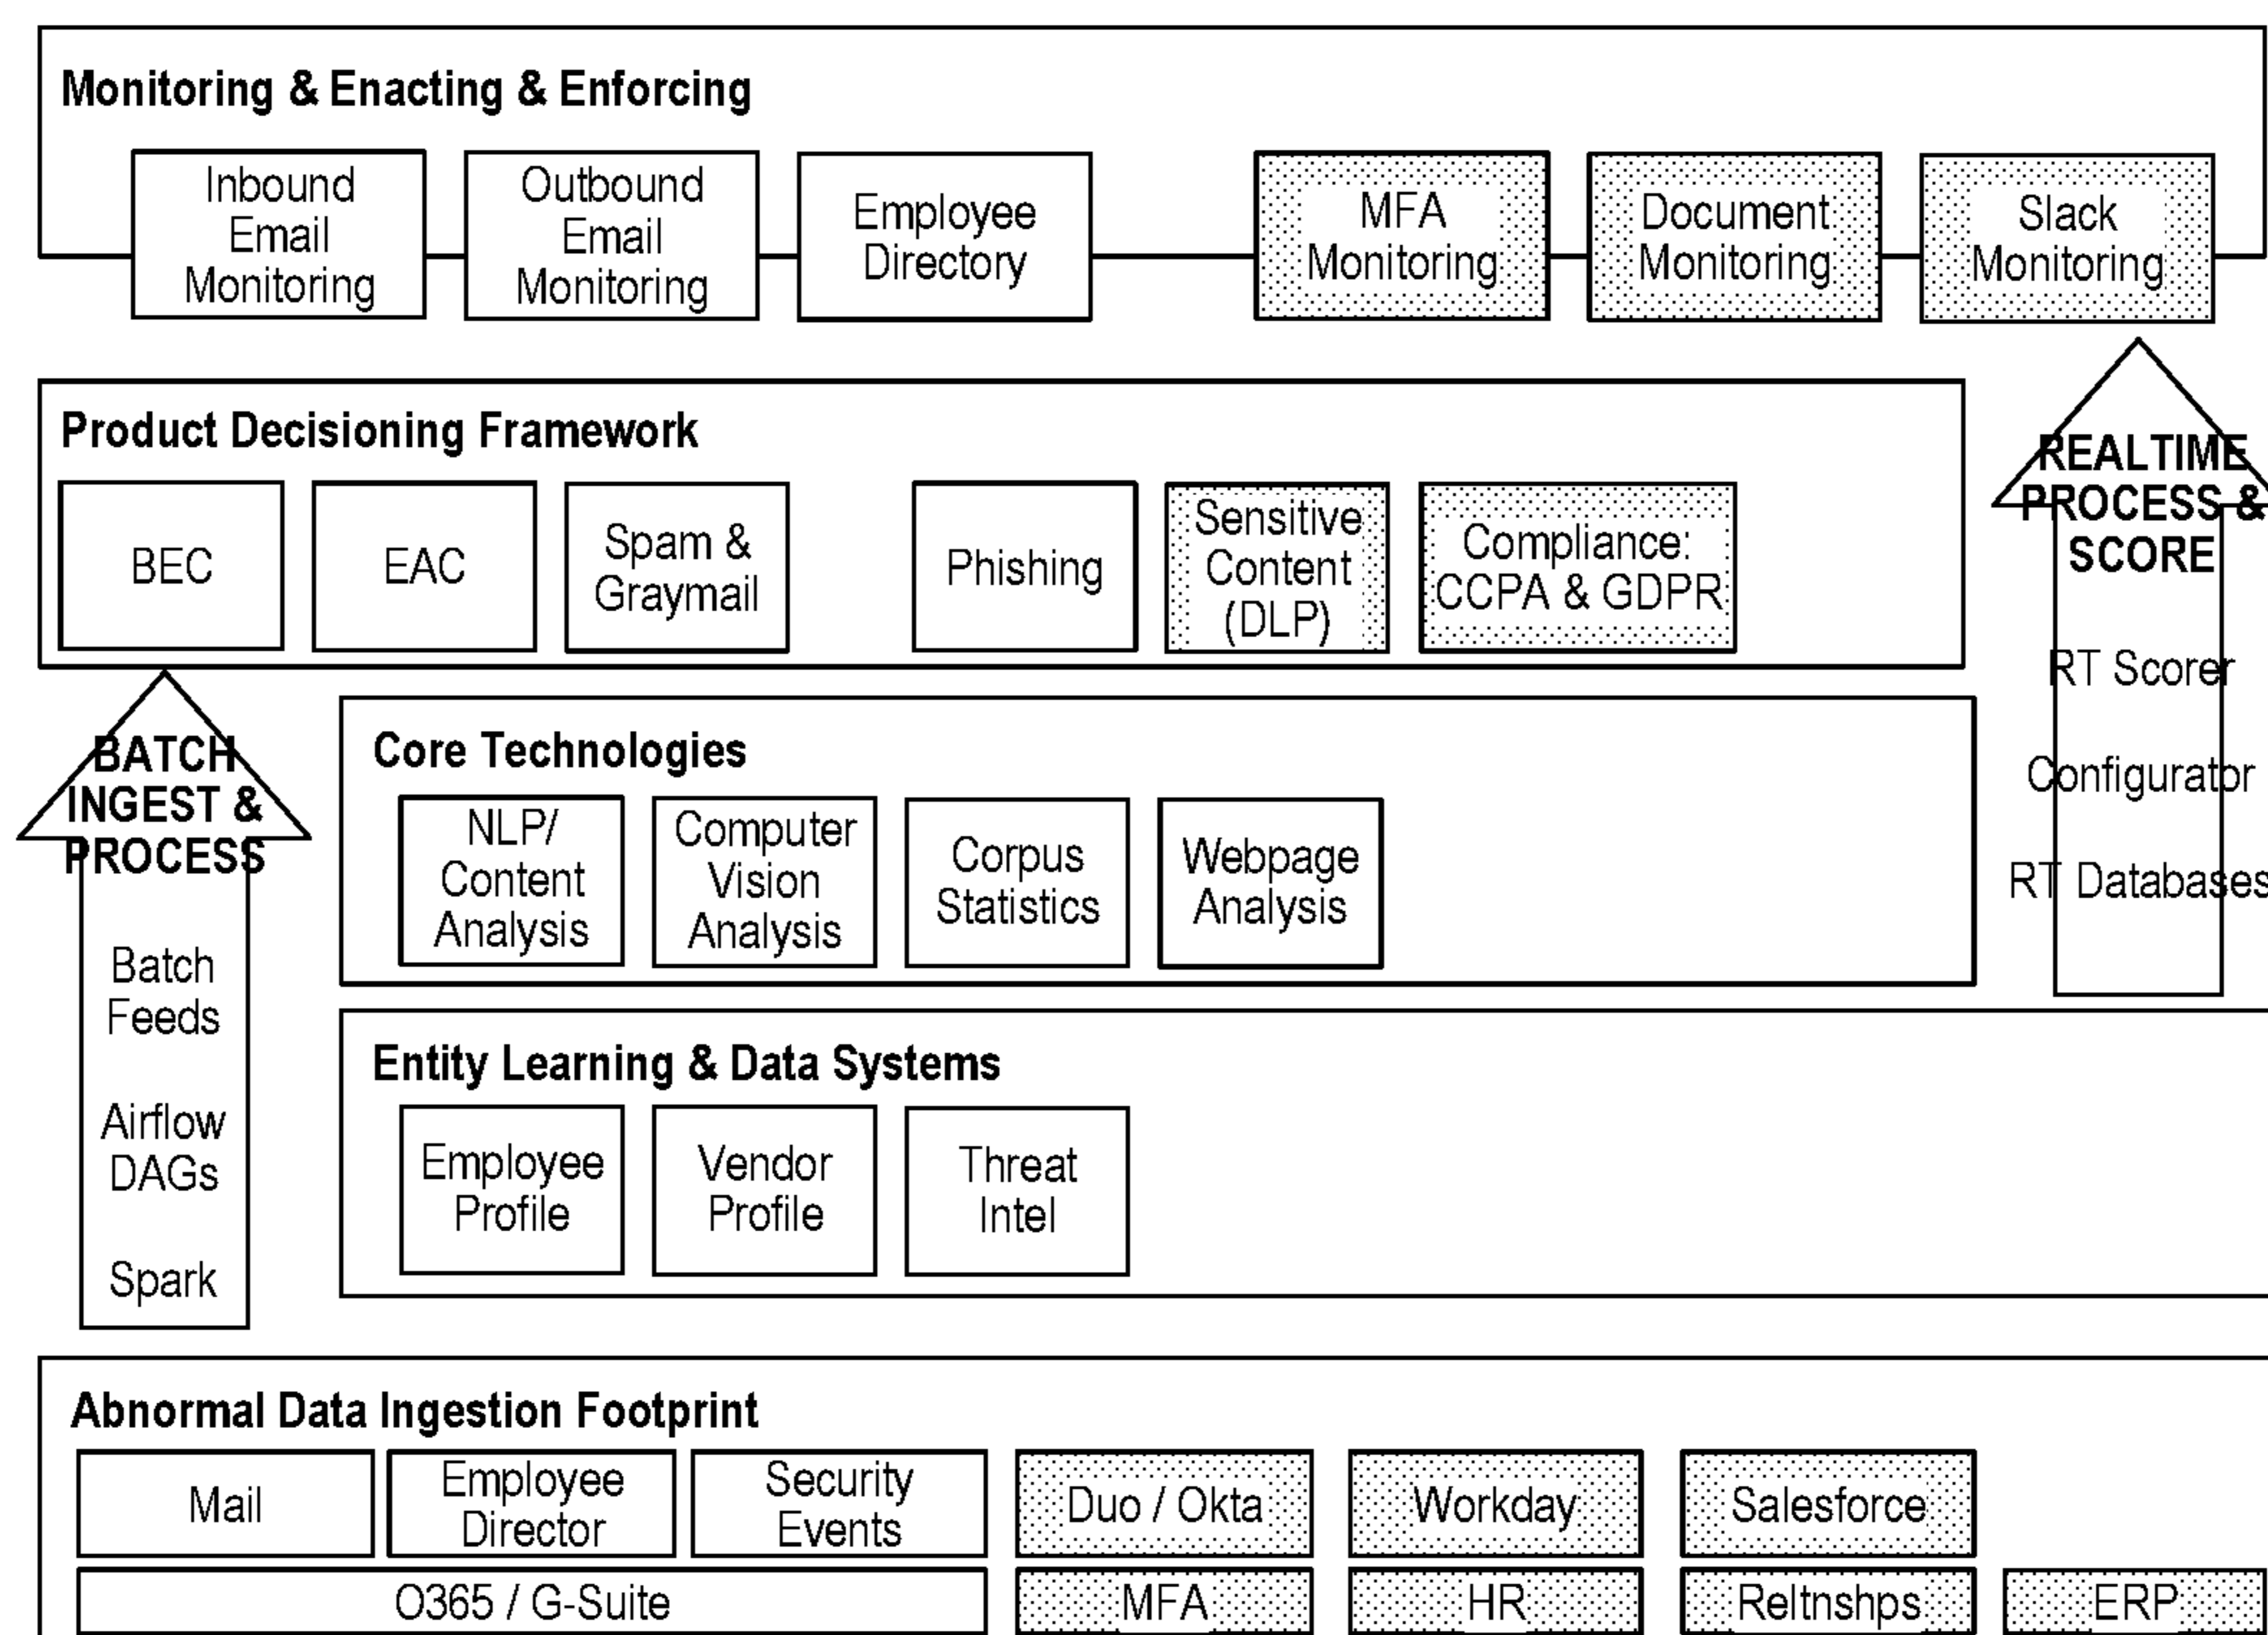 Monitoring & Enacting & Enforcing
Inbound
Email
Monitoring
Outbound
Email
Monitoring
Employee
Directory
MFA
Monitoring
Document
Monitoring
Slack
Monitoring
Product Decisioning Framework
BEC
EAC
Spam &
Graymail
Phishing
Sensitive
Content
(DLP)
Compliance:
CCPA & GDPR
REALTIME
PROCESS &
SCORE
RT Scorer
Configurator
RT Databases
BATCH
INGEST &
PROCESS
Batch
Feeds
Airflow
DAGs
Spark
Core Technologies
NLP/
Content
Analysis
Computer
Vision
Analysis
Corpus
Statistics
Webpage
Analysis
Entity Learning & Data Systems
Employee
Profile
Vendor
Profile
Threat
Intel
Abnormal Data Ingestion Footprint
Mail
Employee
Director
Security
Events
Duo / Okta
Workday
Salesforce
O365 / G-Suite
MFA
HR
Reltnshps
ERP